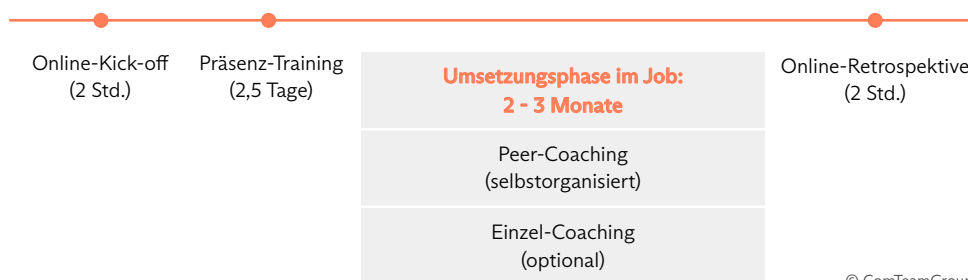 Online-Kick-off
(2 Std.)
Präsenz-Training
(2,5 Tage)
Umsetzungsphase im Job:
2 - 3 Monate
Peer-Coaching
(selbstorganisiert)
Einzel-Coaching
(optional)
Online-Retrospektive
(2 Std.)